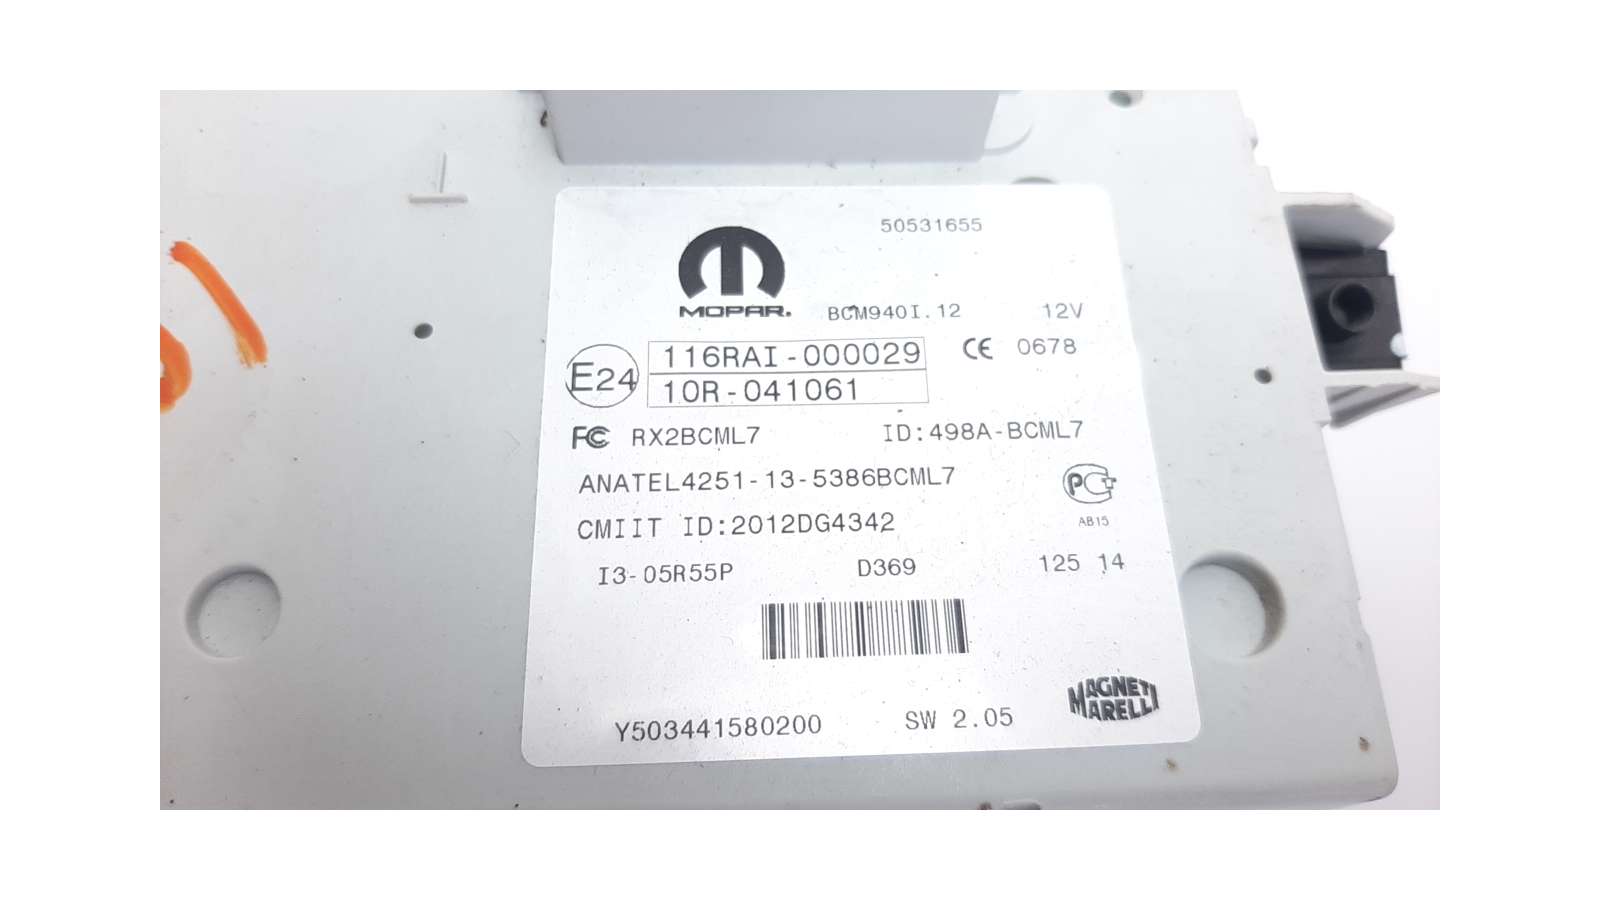 50531655
MOPAR.
BCM940I.12 12V
E24 116RAI-000029 CE 0678
10R-041061
FC RX2BCML7 ID:498A-BCML7
ANATEL4251-13-5386BCML7
CMIIT ID:2012DG4342
AB15
I3-05R55P D369 125 14
MAGNETI
MARELLI
Y503441580200 SW 2.05